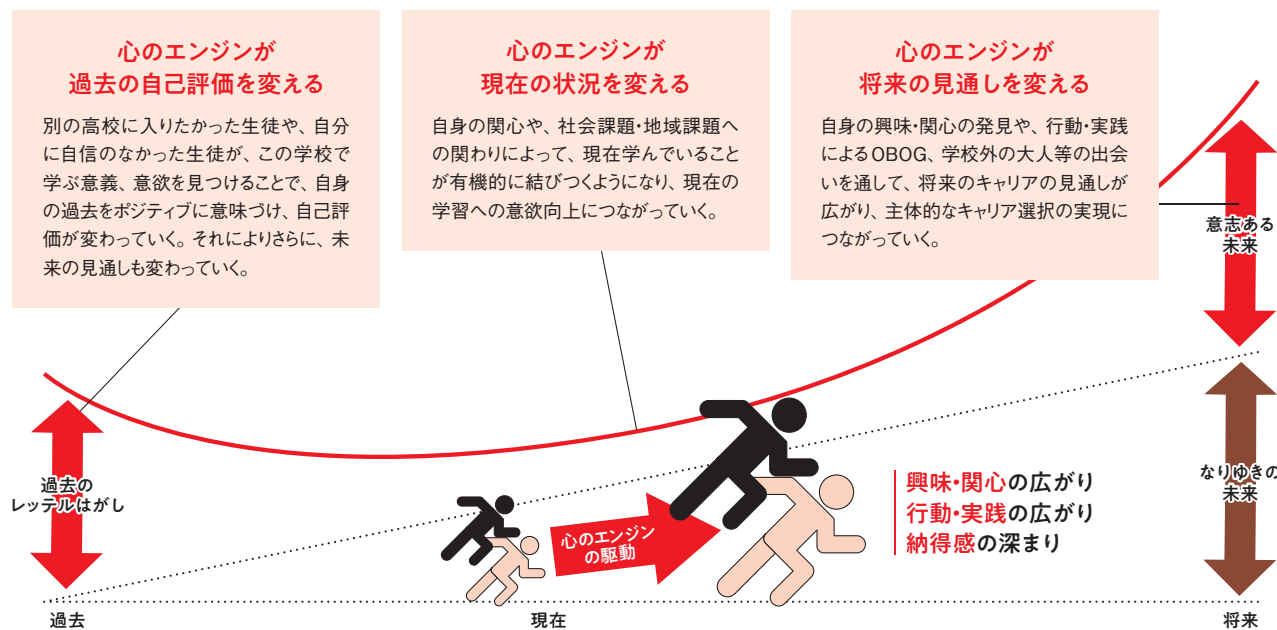 心のエンジンが
過去の自己評価を変える
別の高校に入りたかった生徒や、自分
に自信のなかった生徒が、この学校で
学ぶ意義、意欲を見つけることで、自身
の過去をポジティブに意味づけ、自己評
価が変わっていく。それによりさらに、未
来の見通しも変わっていく。
心のエンジンが
現在の状況を変える
自身の関心や、社会課題・地域課題へ
の関わりによって、現在学んでいること
が有機的に結びつくようになり、現在の
学習への意欲向上につながっていく。
心のエンジンが
将来の見通しを変える
自身の興味・関心の発見や、行動・実践
によるOBOG、学校外の大人等の出会
いを通して、将来のキャリアの見通しが
広がり、主体的なキャリア選択の実現に
つながっていく。
意志ある
未来
過去の
レッテルはがし
なりゆきの
未来
心のエンジン
の駆動
興味・関心の広がり
行動・実践の広がり
納得感の深まり
過去
現在
将来